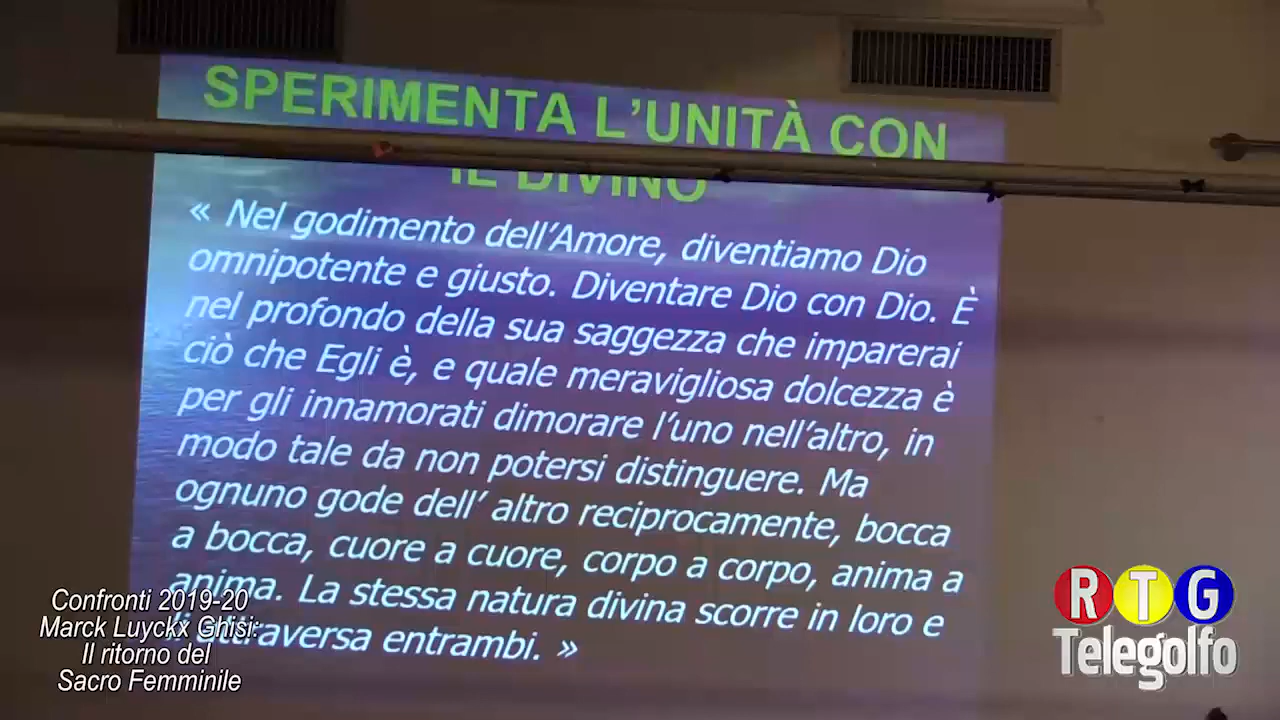 SPERIMENTA L'UNITÀ CON
IL DIVINO
« Nel godimento dell'Amore, diventiamo Dio
omnipotente e giusto. Diventare Dio con Dio. È
nel profondo della sua saggezza che imparerai
ciò che Egli è, e quale meravigliosa dolcezza è
per gli innamorati dimorare l'uno nell'altro, in
modo tale da non potersi distinguere. Ma
ognuno gode dell' altro reciprocamente, bocca
a bocca, cuore a cuore, corpo a corpo, anima a
anima. La stessa natura divina scorre in loro e
attraversa entrambi. »
Confronti 2019-20
Marck Luyckx Ghisi:
Il ritorno del
Sacro Femminile
RTG
Telegolfo